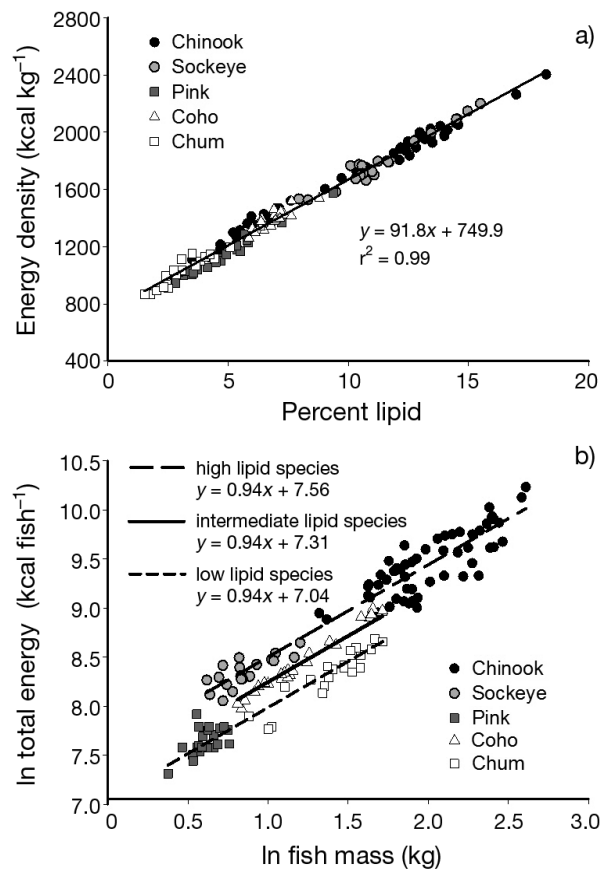 a)
Energy density (kcal kg⁻¹)
2800
2400
2000
1600
1200
800
400
Chinook
Sockeye
Pink
Coho
Chum
y = 91.8x + 749.9
r² = 0.99
0 5 10 15 20
Percent lipid
b)
ln total energy (kcal fish⁻¹)
10.5
10.0
9.5
9.0
8.5
8.0
7.5
7.0
high lipid species
y = 0.94x + 7.56
intermediate lipid species
y = 0.94x + 7.31
low lipid species
y = 0.94x + 7.04
Chinook
Sockeye
Pink
Coho
Chum
0 0.5 1.0 1.5 2.0 2.5 3.0
ln fish mass (kg)